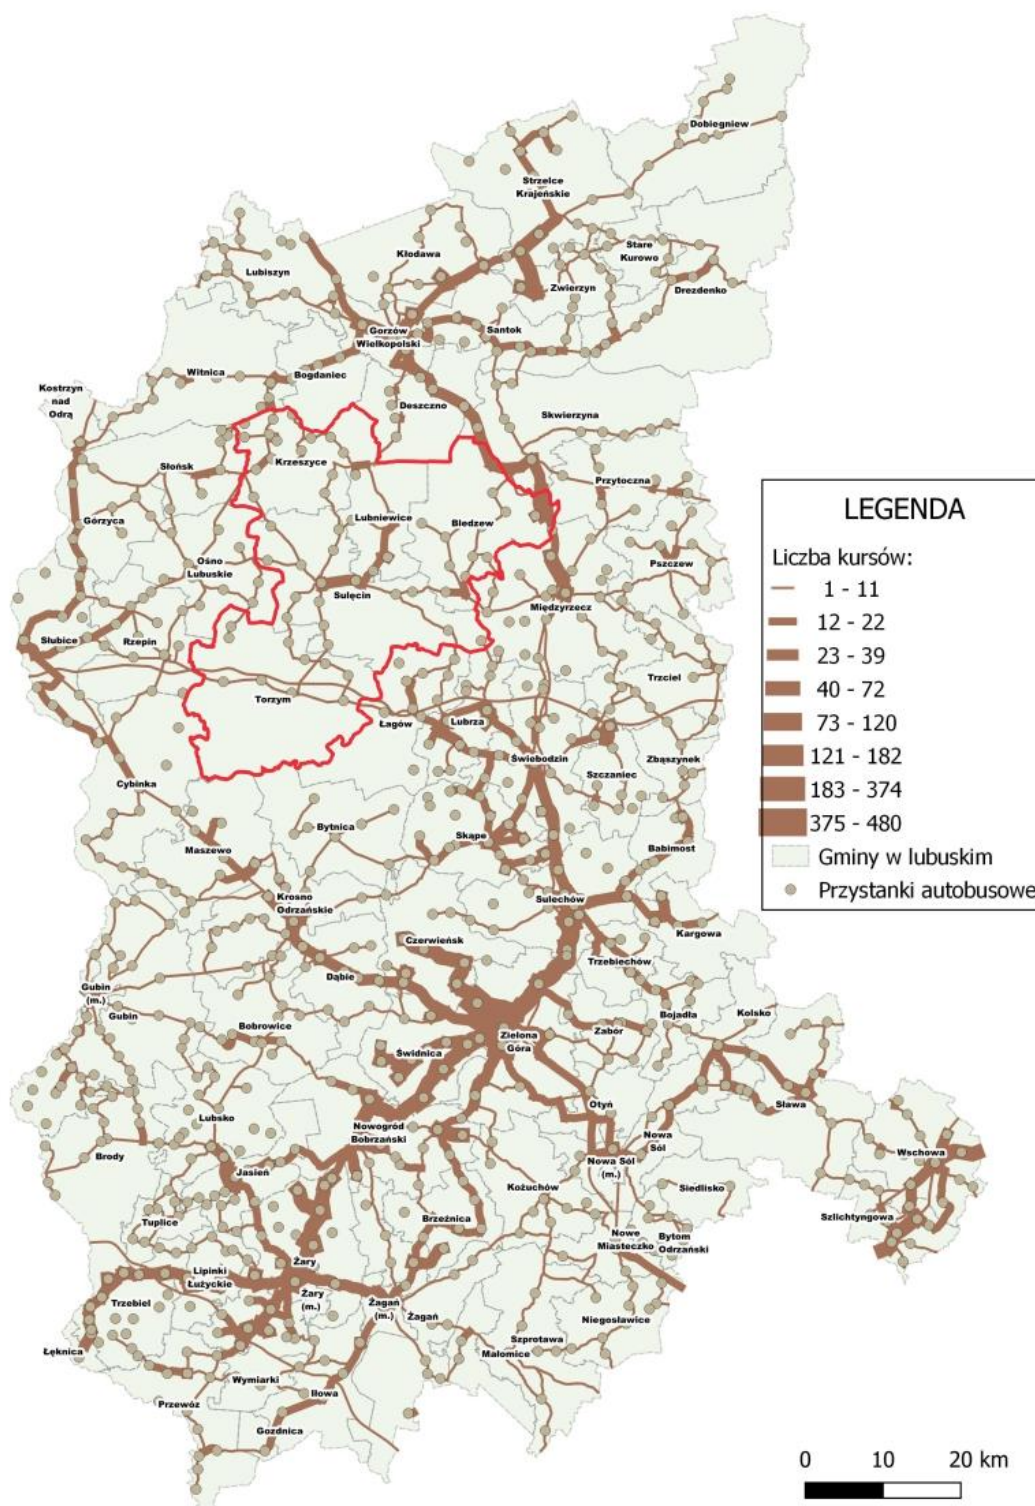 Dobiegniew
Strzelce
Krajeńskie
Stare
Kurowo
Kłodawa
Lubiszyn
Zwierzyn
Drezdenko
Gorzów
Wielkopolski
Santok
Witnica
Bogdaniec
Kostrzyn
nad
Odrą
Deszczno
Skwierzyna
Słońsk
Krzeszyce
Przytoczna
Górzyca
Lubniewice
Bledzew
Ośno
Lubuskie
Pszczew
Sulęcin
Międzyrzecz
Słubice
Rzepin
Trzciel
Torzym
Łagów
Lubrza
Świebodzin
Zbąszynek
Szczaniec
Cybinka
Bytnica
Skąpe
Maszewo
Babimost
Krosno
Odrzańskie
Sulechów
Kargowa
Czerwieńsk
Trzebiechów
Dąbie
Gubin
(m.)
Gubin
Bobrowice
Zielona
Góra
Zabór
Bojadła
Kolsko
Świdnica
Otyń
Sława
Lubsko
Nowogród
Bobrzański
Nowa
Sól
Wschowa
Brody
Jasień
Nowa Sól
(m.)
Kożuchów
Siedlisko
Tuplice
Brzeźnica
Szlichtyngowa
Nowe
Miasteczko
Bytom
Odrzański
Żary
Lipinki
Łużyckie
Trzebiel
Żary
(m.)
Żagań
(m.)
Żagań
Niegosławice
Szprotawa
Małomice
Łęknica
Wymiarki
Iłowa
Przewóz
Gozdnica
LEGENDA
Liczba kursów:
1 - 11
12 - 22
23 - 39
40 - 72
73 - 120
121 - 182
183 - 374
375 - 480
Gminy w lubuskim
Przystanki autobusowe
0 10 20 km